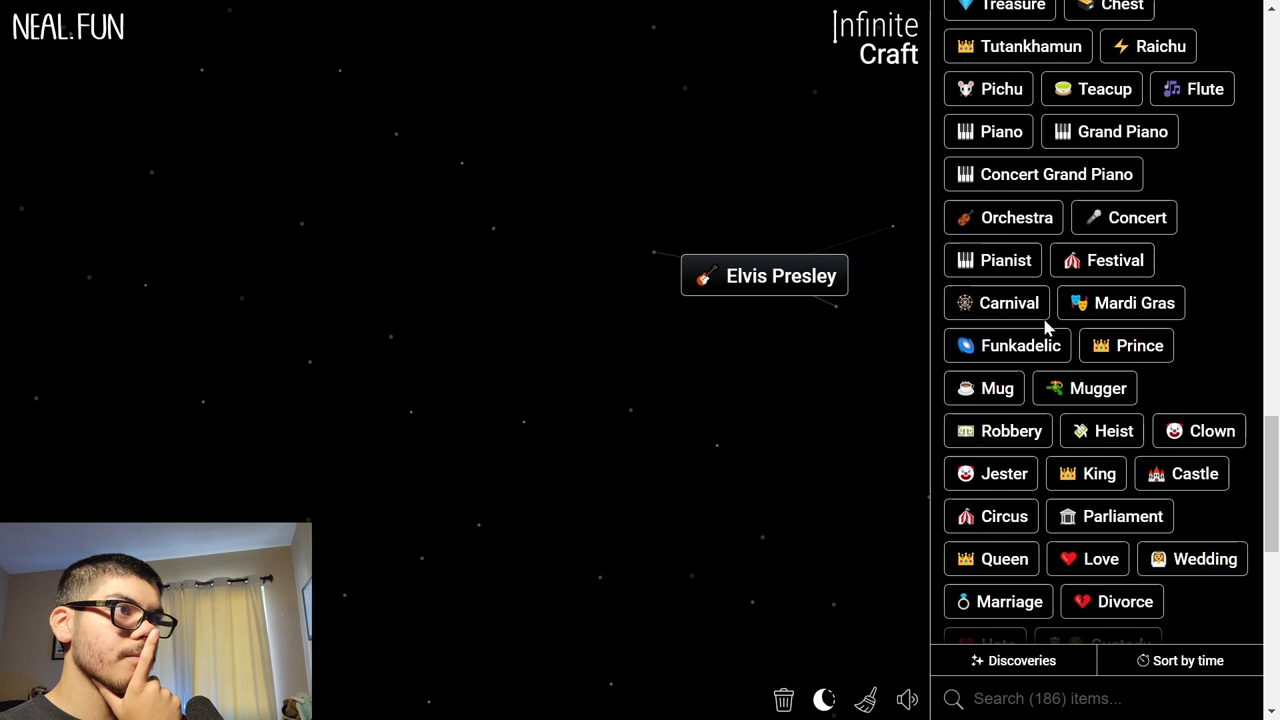 NEAL.FUN
Infinite
Craft
Elvis Presley
Treasure Chest
Tutankhamun Raichu
Pichu Teacup Flute
Piano Grand Piano
Concert Grand Piano
Orchestra Concert
Pianist Festival
Carnival Mardi Gras
Funkadelic Prince
Mug Mugger
Robbery Heist Clown
Jester King Castle
Circus Parliament
Queen Love Wedding
Marriage Divorce
Hate Custody
Discoveries Sort by time
Search (186) items...